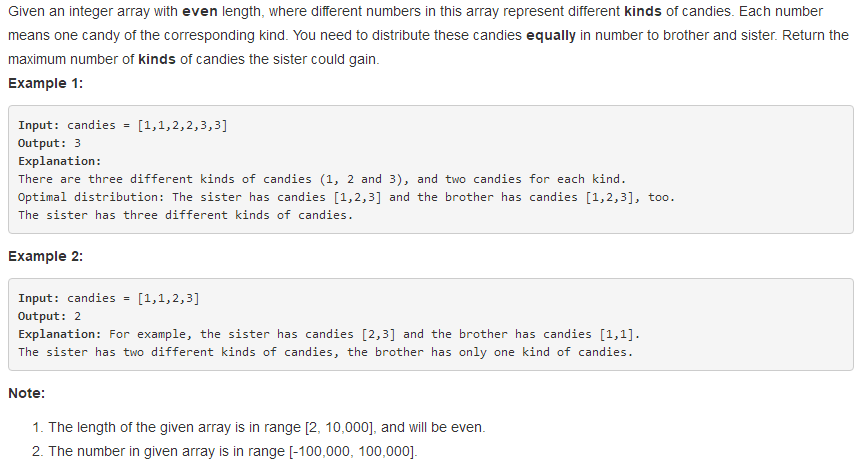 Given an integer array with even length, where different numbers in this array represent different kinds of candies. Each number
means one candy of the corresponding kind. You need to distribute these candies equally in number to brother and sister. Return the
maximum number of kinds of candies the sister could gain.
Example 1:
Input: candies = [1,1,2,2,3,3]
Output: 3
Explanation:
There are three different kinds of candies (1, 2 and 3), and two candies for each kind.
Optimal distribution: The sister has candies [1,2,3] and the brother has candies [1,2,3], too.
The sister has three different kinds of candies.
Example 2:
Input: candies = [1,1,2,3]
Output: 2
Explanation: For example, the sister has candies [2,3] and the brother has candies [1,1].
The sister has two different kinds of candies, the brother has only one kind of candies.
Note:
1. The length of the given array is in range [2, 10,000], and will be even.
2. The number in given array is in range [-100,000, 100,000].